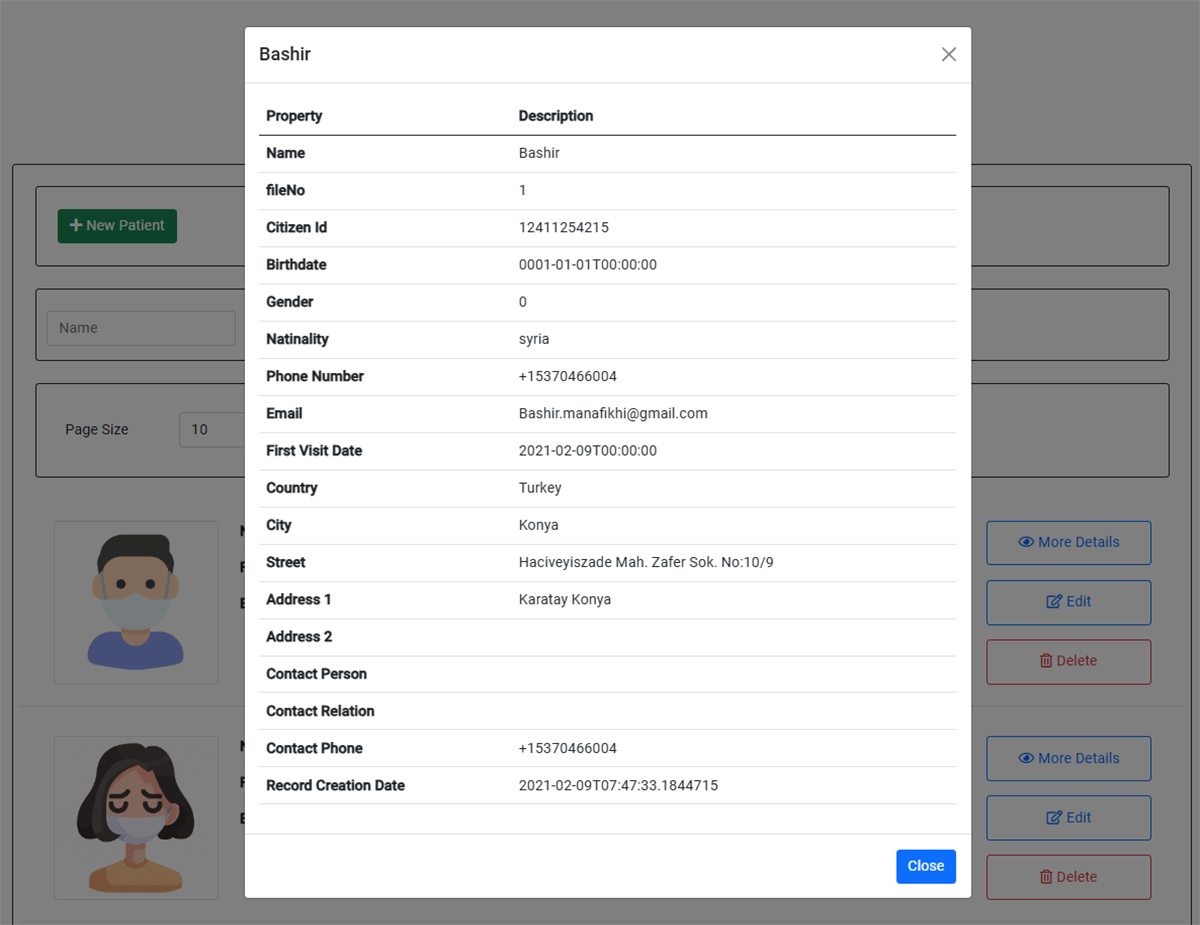 Bashir
Property Description
Name Bashir
fileNo 1
Citizen Id 12411254215
Birthdate 0001-01-01T00:00:00
Gender 0
Natinality syria
Phone Number +15370466004
Email Bashir.manafikhi@gmail.com
First Visit Date 2021-02-09T00:00:00
Country Turkey
City Konya
Street Haciveyiszade Mah. Zafer Sok. No:10/9
Address 1 Karatay Konya
Address 2
Contact Person
Contact Relation
Contact Phone +15370466004
Record Creation Date 2021-02-09T07:47:33.1844715
Close
New Patient
Name
Page Size 10
More Details
Edit
Delete
More Details
Edit
Delete